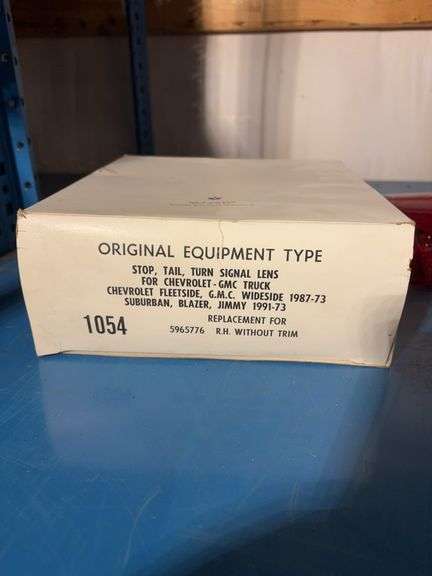 ORIGINAL EQUIPMENT TYPE
STOP, TAIL, TURN SIGNAL LENS
FOR CHEVROLET-GMC TRUCK
CHEVROLET FLEETSIDE, G.M.C. WIDESIDE 1987-73
SUBURBAN, BLAZER, JIMMY 1991-73
1054
REPLACEMENT FOR
5965776 R.H. WITHOUT TRIM